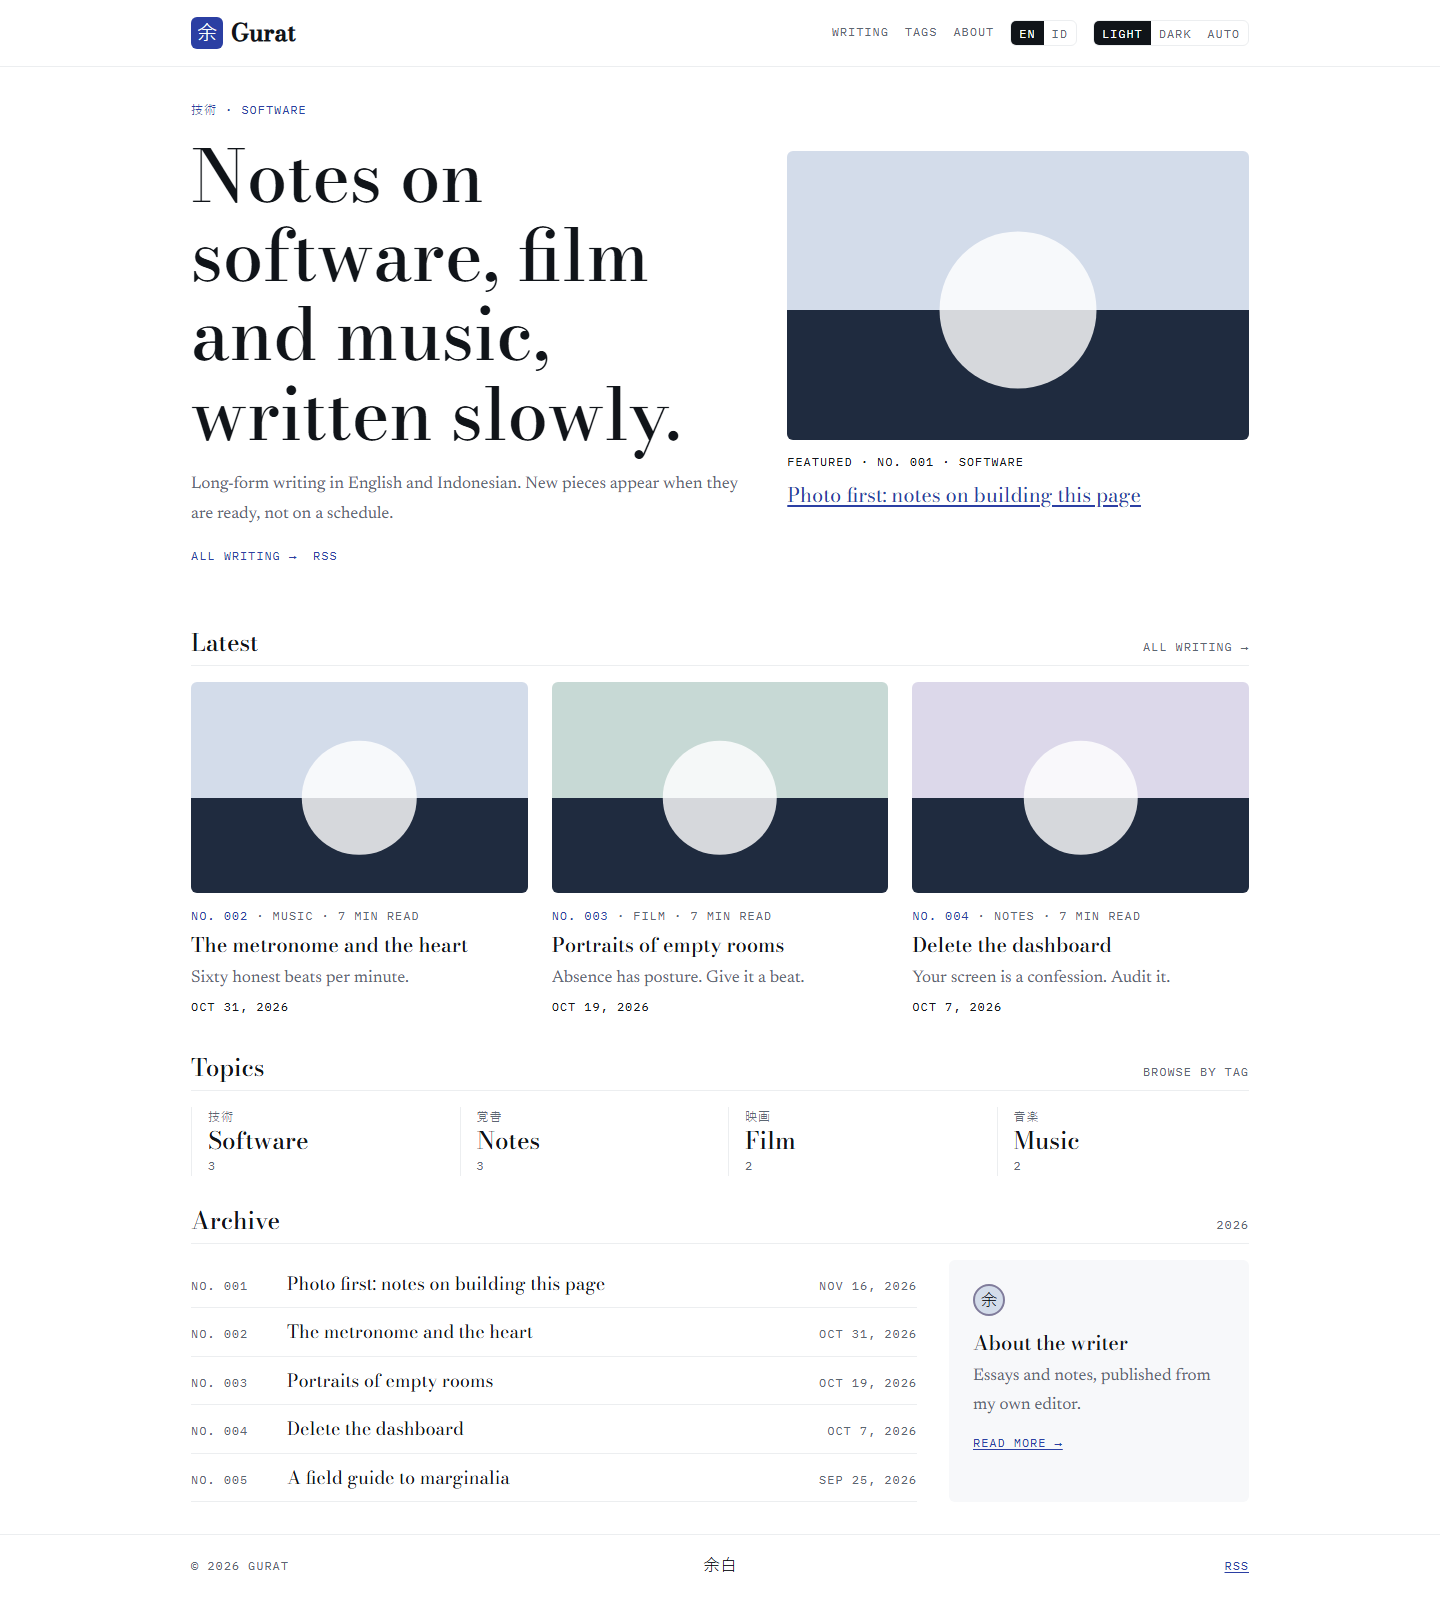 余 Gurat
WRITING TAGS ABOUT EN ID LIGHT DARK AUTO
技術 · SOFTWARE
Notes on
software, film
and music,
written slowly.
Long-form writing in English and Indonesian. New pieces appear when they
are ready, not on a schedule.
ALL WRITING → RSS
FEATURED · NO. 001 · SOFTWARE
Photo first: notes on building this page
Latest
ALL WRITING →
NO. 002 · MUSIC · 7 MIN READ
The metronome and the heart
Sixty honest beats per minute.
OCT 31, 2026
NO. 003 · FILM · 7 MIN READ
Portraits of empty rooms
Absence has posture. Give it a beat.
OCT 19, 2026
NO. 004 · NOTES · 7 MIN READ
Delete the dashboard
Your screen is a confession. Audit it.
OCT 7, 2026
Topics
BROWSE BY TAG
技術
Software
3
覚書
Notes
3
映画
Film
2
音楽
Music
2
Archive
2026
NO. 001 Photo first: notes on building this page NOV 16, 2026
NO. 002 The metronome and the heart OCT 31, 2026
NO. 003 Portraits of empty rooms OCT 19, 2026
NO. 004 Delete the dashboard OCT 7, 2026
NO. 005 A field guide to marginalia SEP 25, 2026
余
About the writer
Essays and notes, published from
my own editor.
READ MORE →
© 2026 GURAT
余白
RSS